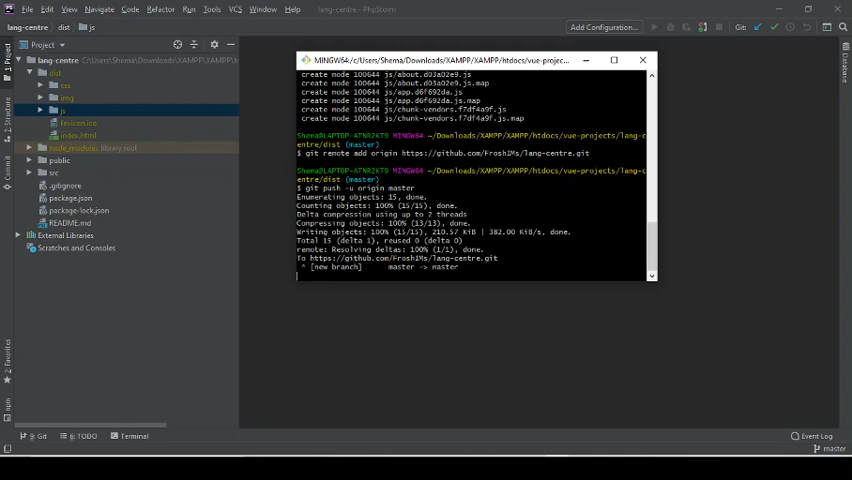 File Edit View Navigate Code Refactor Run Tools VCS Window Help lang-centre - PhpStorm
lang-centre dist js
Add Configuration...
Git:
Project
lang-centre C:\Users\Shema\Downloads\XAMPP\XAMPP\
dist
css
img
js
favicon.ico
index.html
node_modules library root
public
src
.gitignore
package.json
package-lock.json
README.md
External Libraries
Scratches and Consoles
1: Project
7: Structure
Commit
2: Favorites
npm
Database
MINGW64:/c/Users/Shema/Downloads/XAMPP/XAMPP/htdocs/vue-projec...
create mode 100644 js/about.d03a02e9.js
create mode 100644 js/about.d03a02e9.js.map
create mode 100644 js/app.d6f692da.js
create mode 100644 js/app.d6f692da.js.map
create mode 100644 js/chunk-vendors.f7df4a9f.js
create mode 100644 js/chunk-vendors.f7df4a9f.js.map
Shema@LAPTOP-ATNR2KT9 MINGW64 ~/Downloads/XAMPP/XAMPP/htdocs/vue-projects/lang-c
entre/dist (master)
$ git remote add origin https://github.com/FroshIMs/lang-centre.git
Shema@LAPTOP-ATNR2KT9 MINGW64 ~/Downloads/XAMPP/XAMPP/htdocs/vue-projects/lang-c
entre/dist (master)
$ git push -u origin master
Enumerating objects: 15, done.
Counting objects: 100% (15/15), done.
Delta compression using up to 2 threads
Compressing objects: 100% (13/13), done.
Writing objects: 100% (15/15), 210.57 KiB | 382.00 KiB/s, done.
Total 15 (delta 1), reused 0 (delta 0)
remote: Resolving deltas: 100% (1/1), done.
To https://github.com/FroshIMs/lang-centre.git
* [new branch] master -> master
9: Git 6: TODO Terminal
Event Log
master